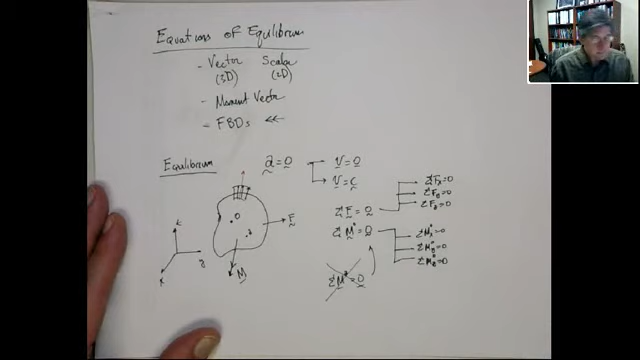 Equations of Equilibrium
- Vector Scalar
(3D) (2D)
- Moment Vector
- FBDs <<
Equilibrium
a = 0
V = 0
V = C
ΣF = 0
ΣFx = 0
ΣFy = 0
ΣFz = 0
ΣM° = 0
ΣMx° = 0
ΣMy° = 0
ΣMz° = 0
ΣM = 0
O
F
M
x
y